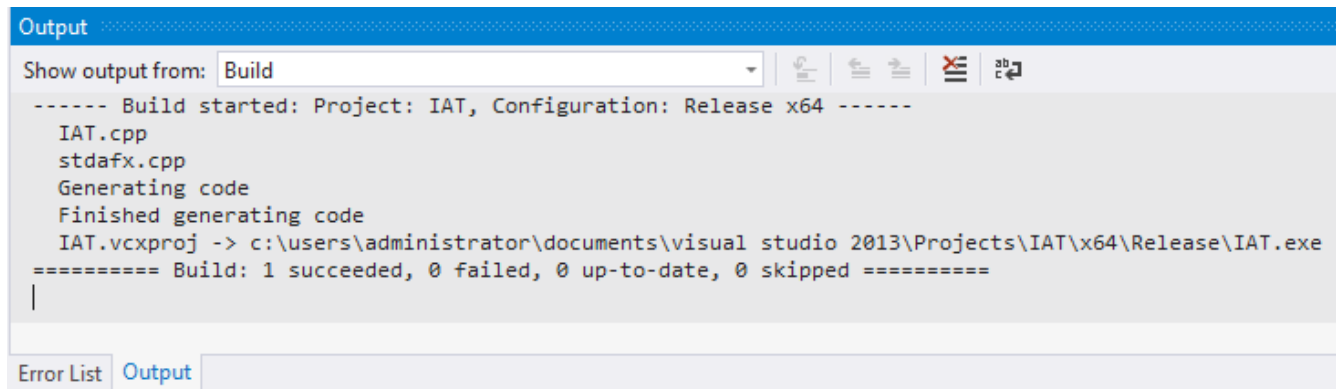 Output
Show output from: Build
------ Build started: Project: IAT, Configuration: Release x64 ------
IAT.cpp
stdafx.cpp
Generating code
Finished generating code
IAT.vcxproj -> c:\users\administrator\documents\visual studio 2013\Projects\IAT\x64\Release\IAT.exe
========== Build: 1 succeeded, 0 failed, 0 up-to-date, 0 skipped ==========
Error List Output